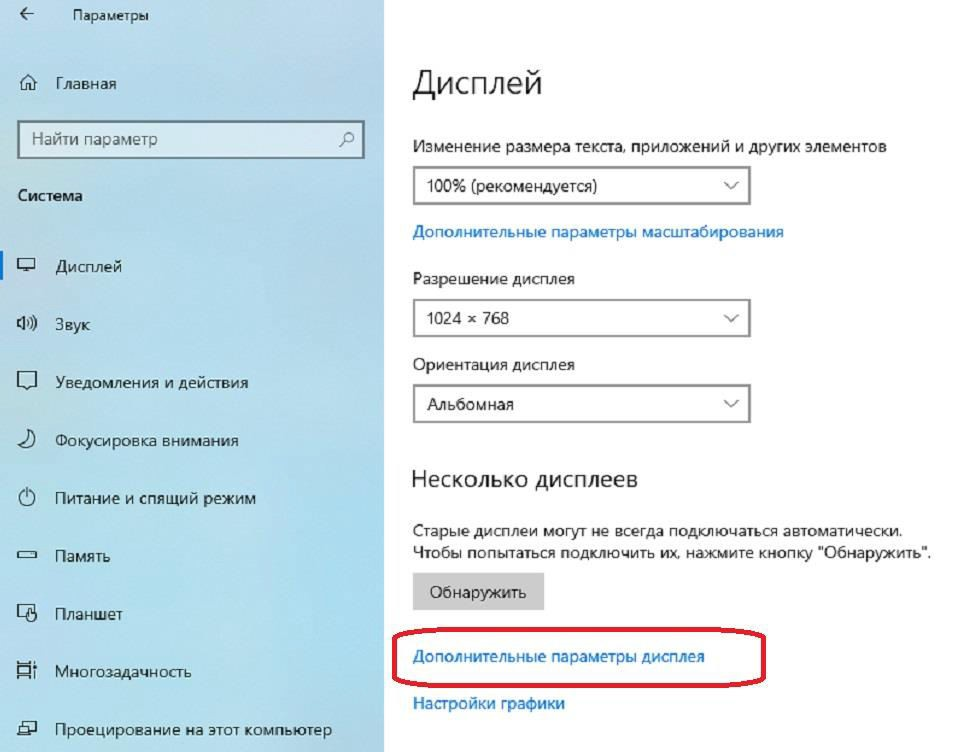 Параметры
Главная
Найти параметр
Система
Дисплей
Звук
Уведомления и действия
Фокусировка внимания
Питание и спящий режим
Память
Планшет
Многозадачность
Проецирование на этот компьютер
Дисплей
Изменение размера текста, приложений и других элементов
100% (рекомендуется)
Дополнительные параметры масштабирования
Разрешение дисплея
1024 × 768
Ориентация дисплея
Альбомная
Несколько дисплеев
Старые дисплеи могут не всегда подключаться автоматически.
Чтобы попытаться подключить их, нажмите кнопку "Обнаружить".
Обнаружить
Дополнительные параметры дисплея
Настройки графики